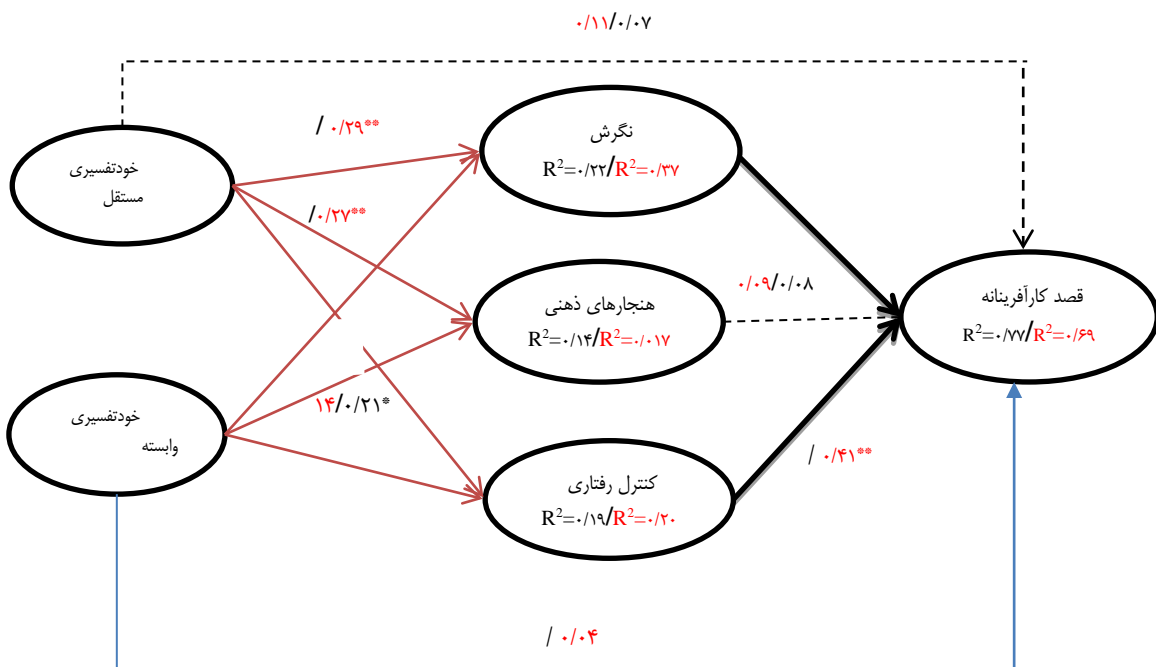 ۰/۱۱/۰/۰۷
/ ۰/۲۹**
نگرش
R²=۰/۲۲/R²=۰/۳۷
خودتفسیری
مستقل
/۰/۲۷**
هنجارهای ذهنی
R²=۰/۱۴/R²=۰/۰۱۷
۰/۰۹/۰/۰۸
قصد کارآفرینانه
R²=۰/۷۷/R²=۰/۶۹
خودتفسیری
وابسته
۱۴/۰/۲۱*
کنترل رفتاری
R²=۰/۱۹/R²=۰/۲۰
/ ۰/۴۱**
/ ۰/۰۴